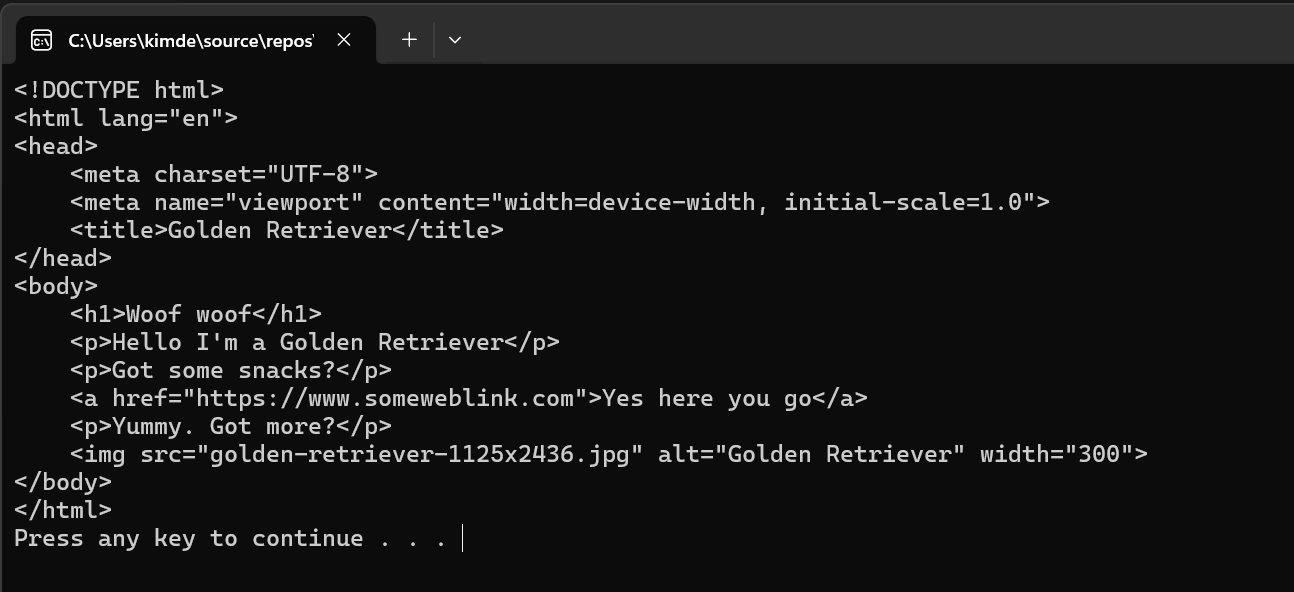 C:\Users\kimde\source\repos\
<!DOCTYPE html>
<html lang="en">
<head>
    <meta charset="UTF-8">
    <meta name="viewport" content="width=device-width, initial-scale=1.0">
    <title>Golden Retriever</title>
</head>
<body>
    <h1>Woof woof</h1>
    <p>Hello I'm a Golden Retriever</p>
    <p>Got some snacks?</p>
    <a href="https://www.someweblink.com">Yes here you go</a>
    <p>Yummy. Got more?</p>
    <img src="golden-retriever-1125x2436.jpg" alt="Golden Retriever" width="300">
</body>
</html>
Press any key to continue . . .